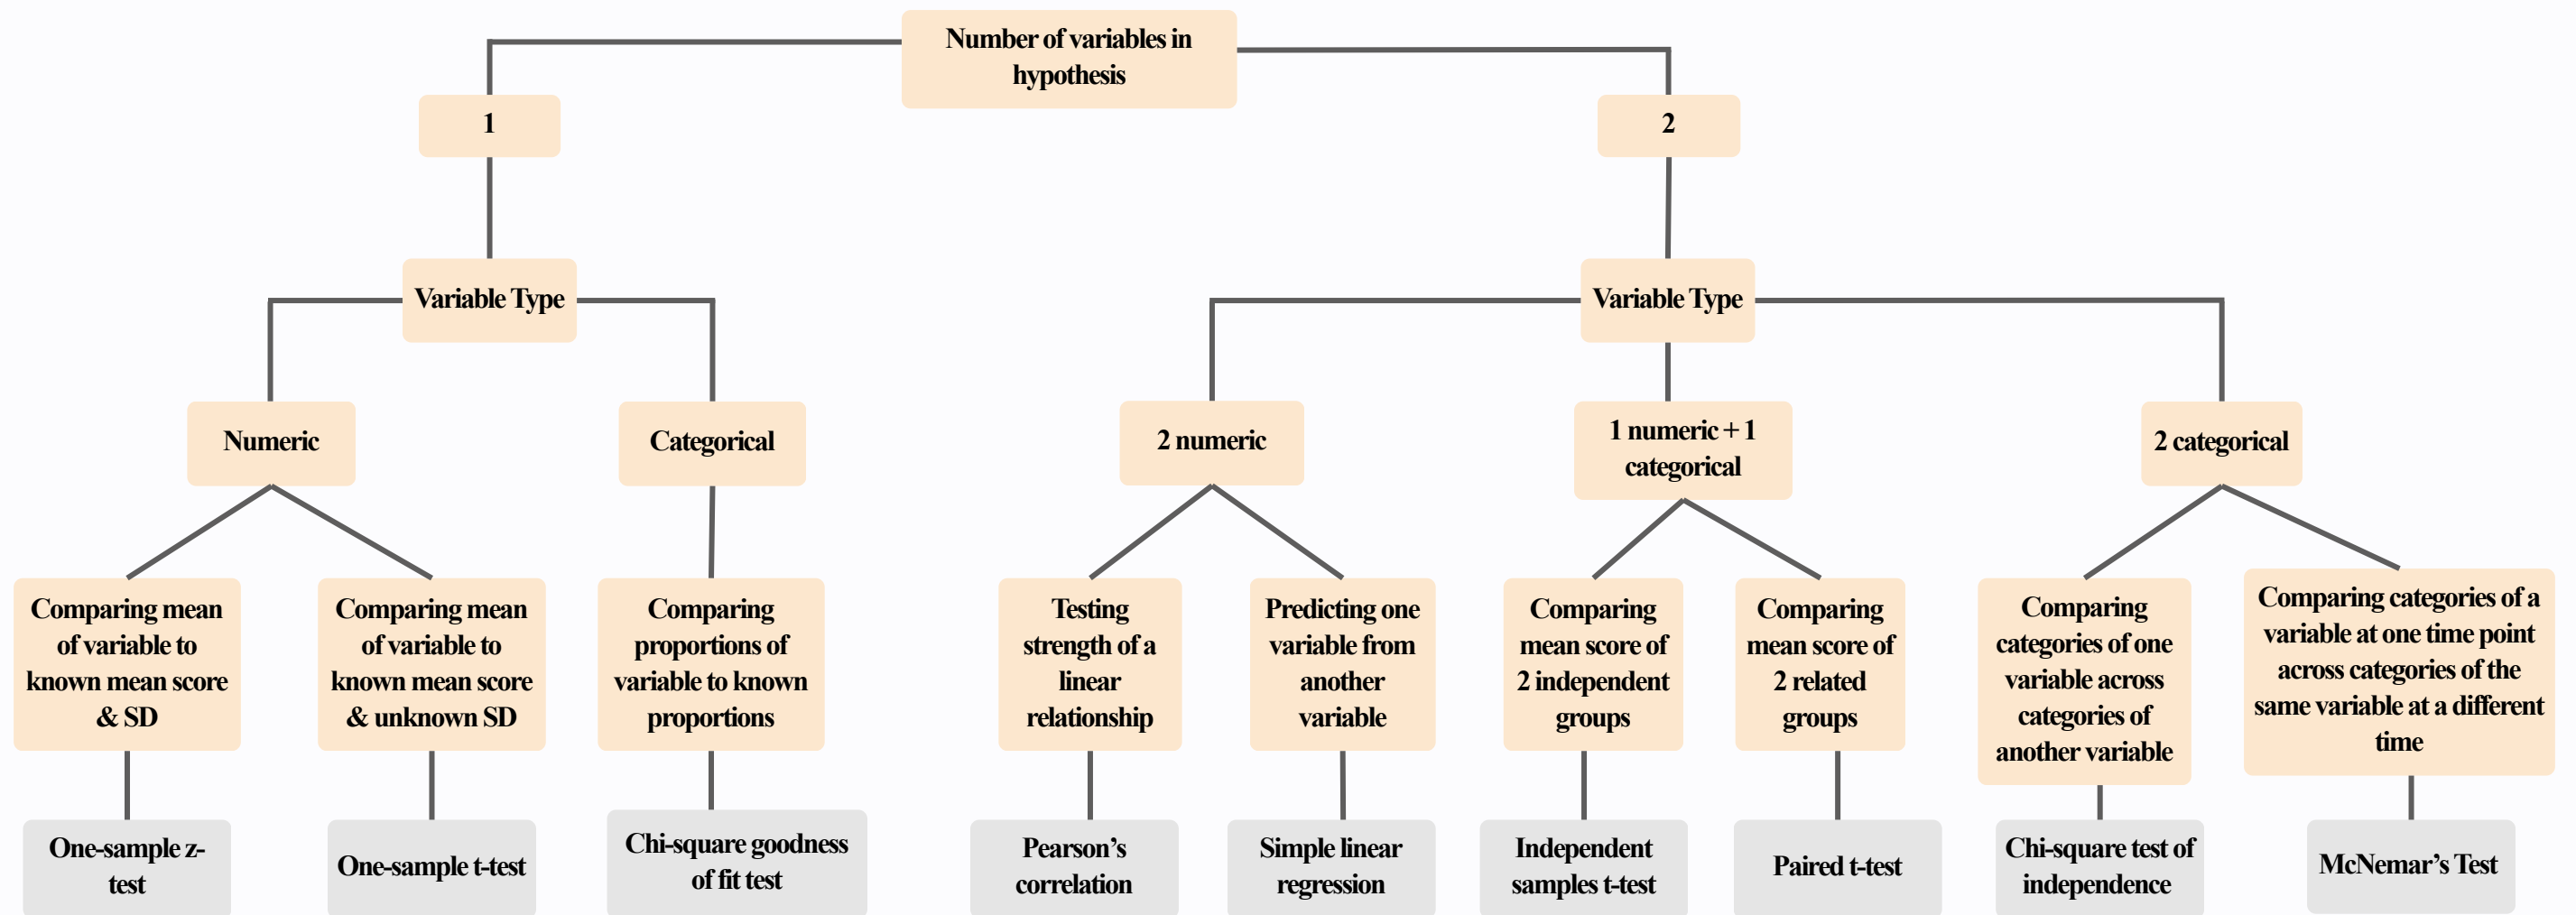 Number of variables in
hypothesis
1
2
Variable Type
Variable Type
Numeric
Categorical
2 numeric
1 numeric + 1
categorical
2 categorical
Comparing mean
of variable to
known mean score
& SD
Comparing mean
of variable to
known mean score
& unknown SD
Comparing
proportions of
variable to known
proportions
Testing
strength of a
linear
relationship
Predicting one
variable from
another
variable
Comparing
mean score of
2 independent
groups
Comparing
mean score of
2 related
groups
Comparing
categories of one
variable across
categories of
another variable
Comparing categories of a
variable at one time point
across categories of the
same variable at a different
time
One-sample z-
test
One-sample t-test
Chi-square goodness
of fit test
Pearson’s
correlation
Simple linear
regression
Independent
samples t-test
Paired t-test
Chi-square test of
independence
McNemar’s Test